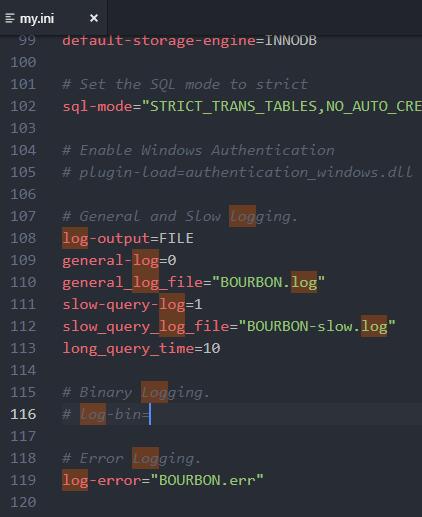 my.ini ×
99 default-storage-engine=INNODB
100
101 # Set the SQL mode to strict
102 sql-mode="STRICT_TRANS_TABLES,NO_AUTO_CRE
103
104 # Enable Windows Authentication
105 # plugin-load=authentication_windows.dll
106
107 # General and Slow logging.
108 log-output=FILE
109 general-log=0
110 general_log_file="BOURBON.log"
111 slow-query-log=1
112 slow_query_log_file="BOURBON-slow.log"
113 long_query_time=10
114
115 # Binary Logging.
116 # log-bin=
117
118 # Error Logging.
119 log-error="BOURBON.err"
120